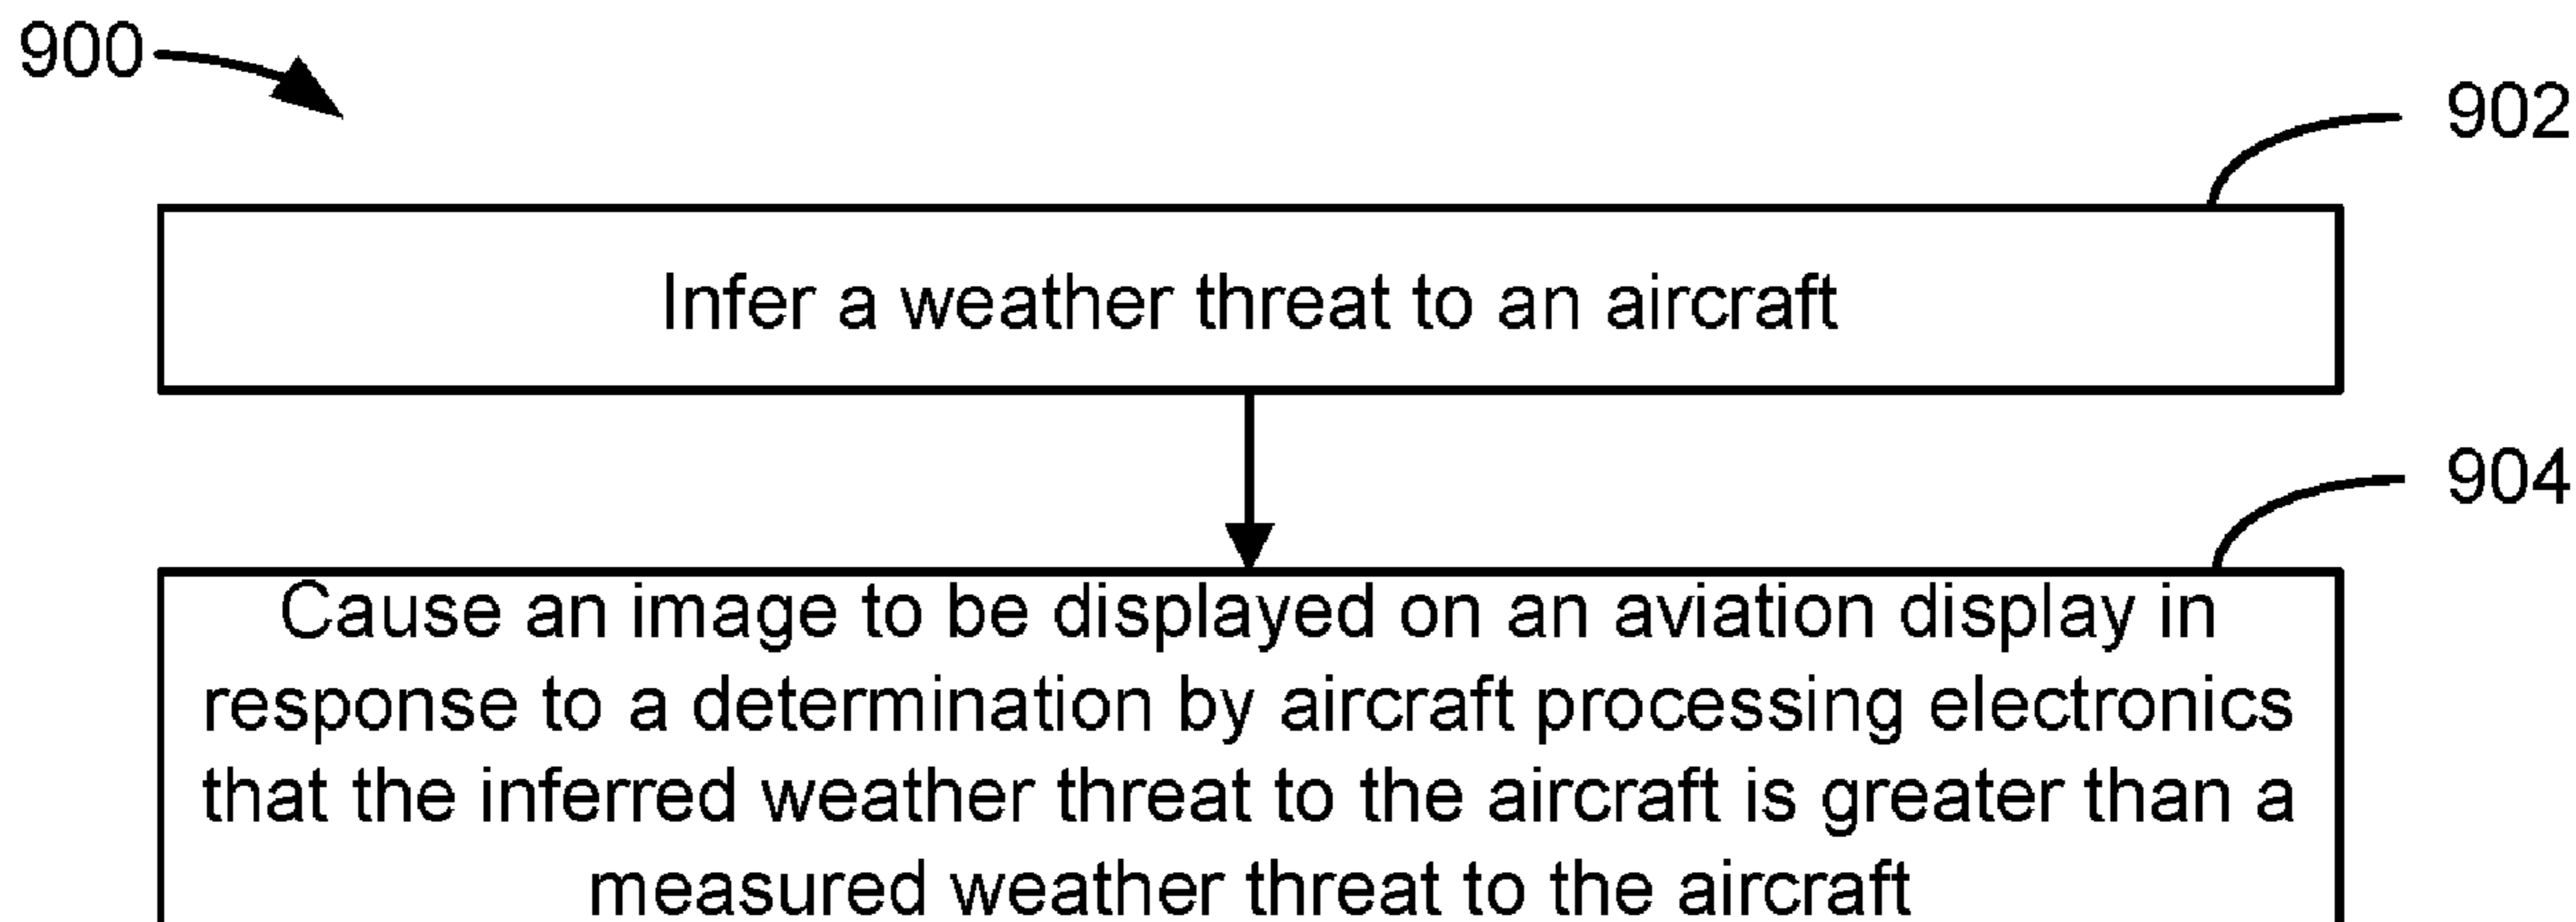 900
902
Infer a weather threat to an aircraft
904
Cause an image to be displayed on an aviation display in
response to a determination by aircraft processing electronics
that the inferred weather threat to the aircraft is greater than a
measured weather threat to the aircraft